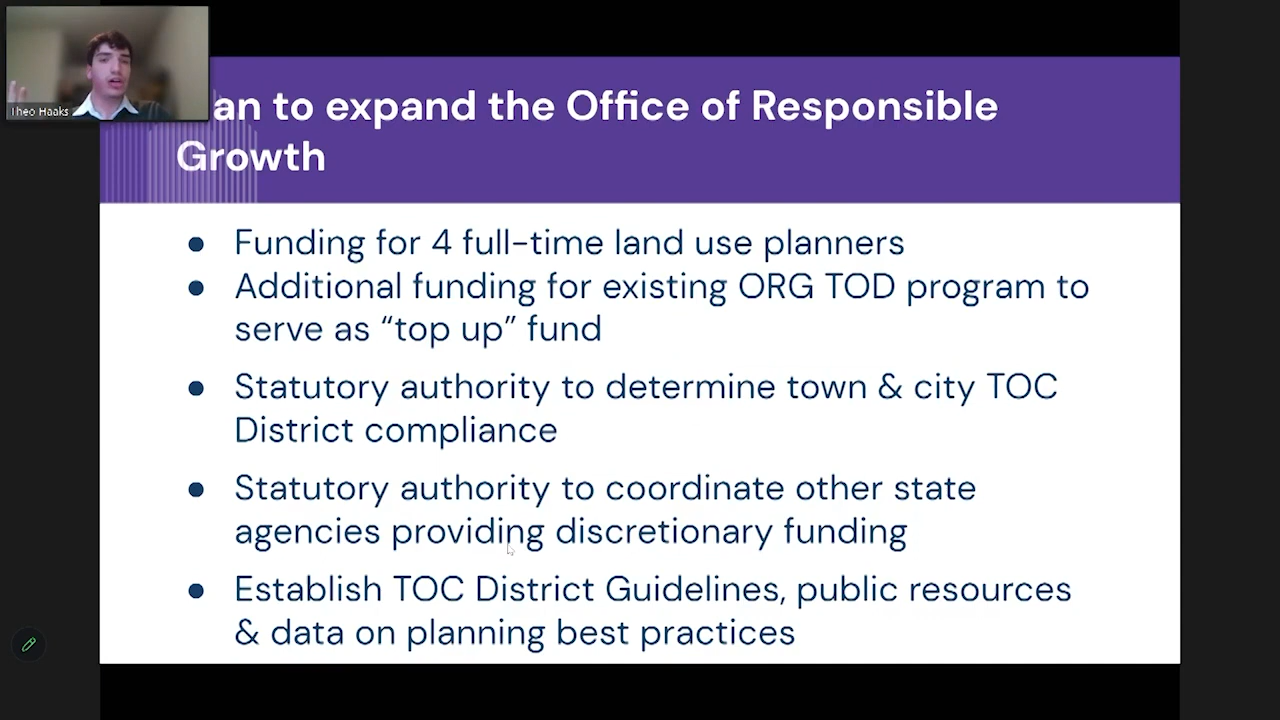 Theo Haaks
an to expand the Office of Responsible
Growth
● Funding for 4 full-time land use planners
● Additional funding for existing ORG TOD program to
serve as “top up” fund
● Statutory authority to determine town & city TOC
District compliance
● Statutory authority to coordinate other state
agencies providing discretionary funding
● Establish TOC District Guidelines, public resources
& data on planning best practices